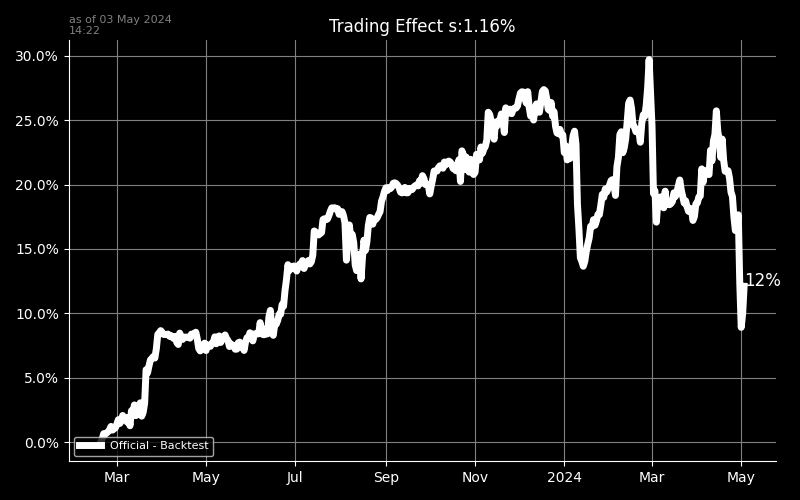 as of 03 May 2024
14:22
Trading Effect s:1.16%
30.0%
25.0%
20.0%
15.0%
10.0%
5.0%
0.0%
12%
Official - Backtest
Mar May Jul Sep Nov 2024 Mar May